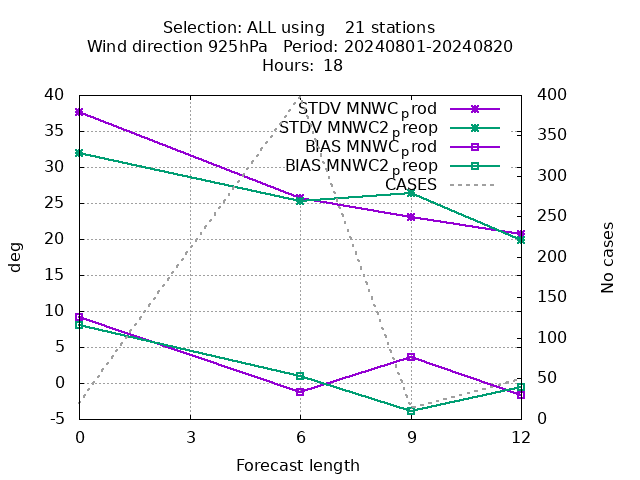 Selection: ALL using    21 stations
Wind direction 925hPa   Period: 20240801-20240820
Hours: 18
40 400
STDV MNWC_prod
35 350
STDV MNWC2_preop
BIAS MNWC_prod
30 300
BIAS MNWC2_preop
CASES
25 250
20 200
deg
No cases
15 150
10 100
5
50
0
-5 0
0 3 6 9 12
Forecast length